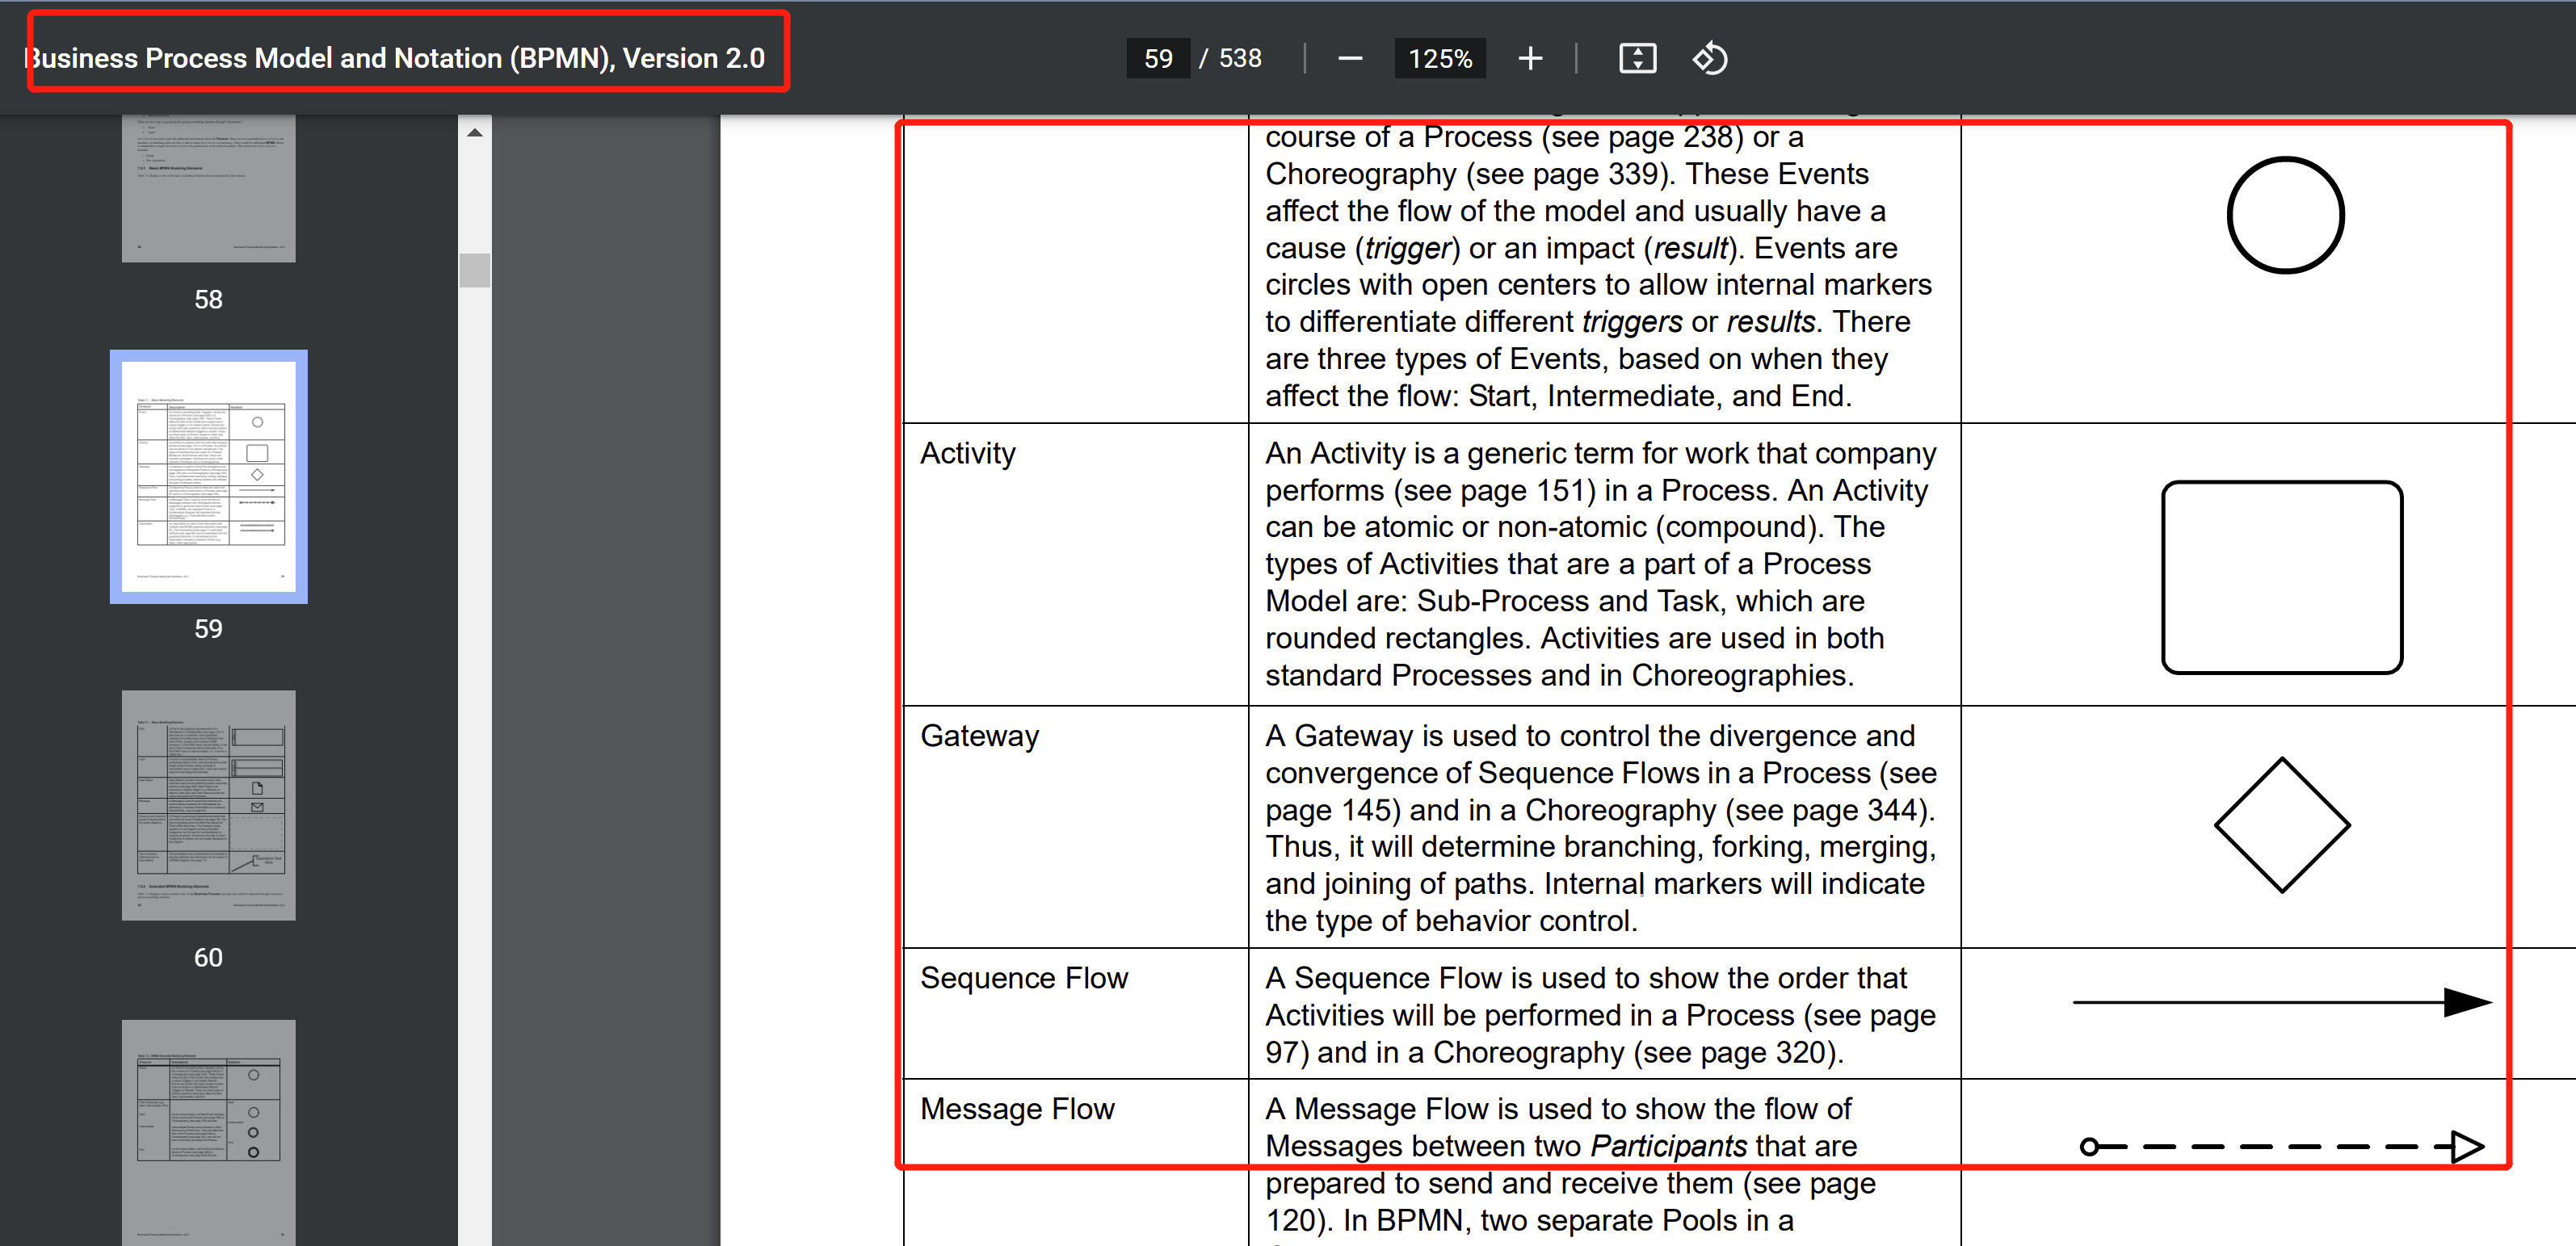 Business Process Model and Notation (BPMN), Version 2.0
59 / 538
125%
58
59
60
course of a Process (see page 238) or a
Choreography (see page 339). These Events
affect the flow of the model and usually have a
cause (trigger) or an impact (result). Events are
circles with open centers to allow internal markers
to differentiate different triggers or results. There
are three types of Events, based on when they
affect the flow: Start, Intermediate, and End.
Activity
An Activity is a generic term for work that company
performs (see page 151) in a Process. An Activity
can be atomic or non-atomic (compound). The
types of Activities that are a part of a Process
Model are: Sub-Process and Task, which are
rounded rectangles. Activities are used in both
standard Processes and in Choreographies.
Gateway
A Gateway is used to control the divergence and
convergence of Sequence Flows in a Process (see
page 145) and in a Choreography (see page 344).
Thus, it will determine branching, forking, merging,
and joining of paths. Internal markers will indicate
the type of behavior control.
Sequence Flow
A Sequence Flow is used to show the order that
Activities will be performed in a Process (see page
97) and in a Choreography (see page 320).
Message Flow
A Message Flow is used to show the flow of
Messages between two Participants that are
prepared to send and receive them (see page
120). In BPMN, two separate Pools in a